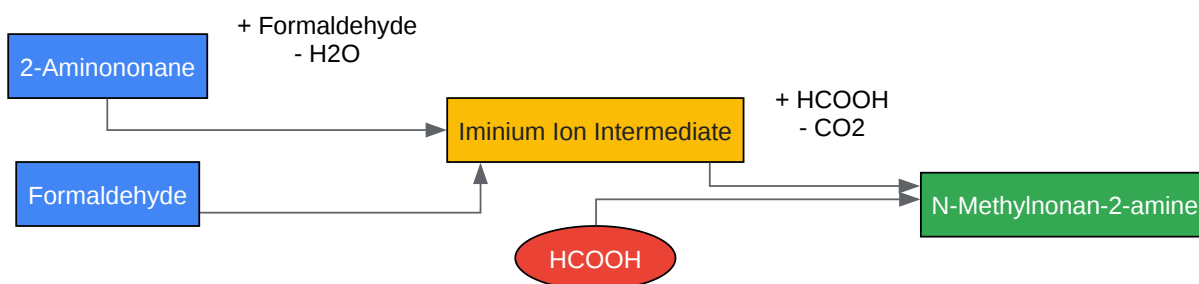 + Formaldehyde
- H2O
2-Aminononane
+ HCOOH
- CO2
Iminium Ion Intermediate
Formaldehyde
N-Methylnonan-2-amine
HCOOH